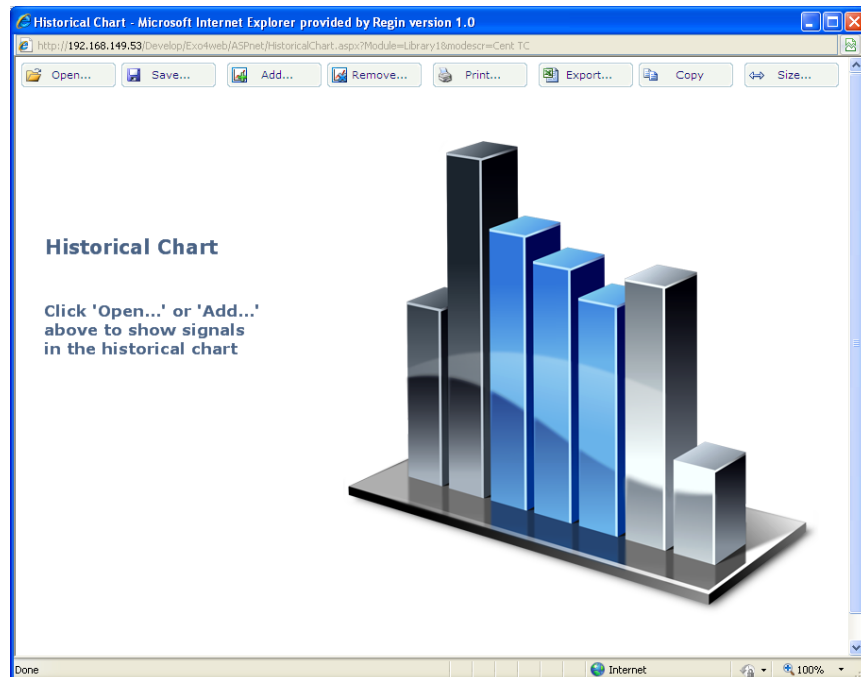 Historical Chart - Microsoft Internet Explorer provided by Regin version 1.0
http://192.168.149.53/Develop/Exo4web/ASPnet/HistoricalChart.aspx?Module=Library1&modescr=Cent TC
Open... Save... Add... Remove... Print... Export... Copy Size...
Historical Chart
Click 'Open...' or 'Add...'
above to show signals
in the historical chart
Done Internet 100%